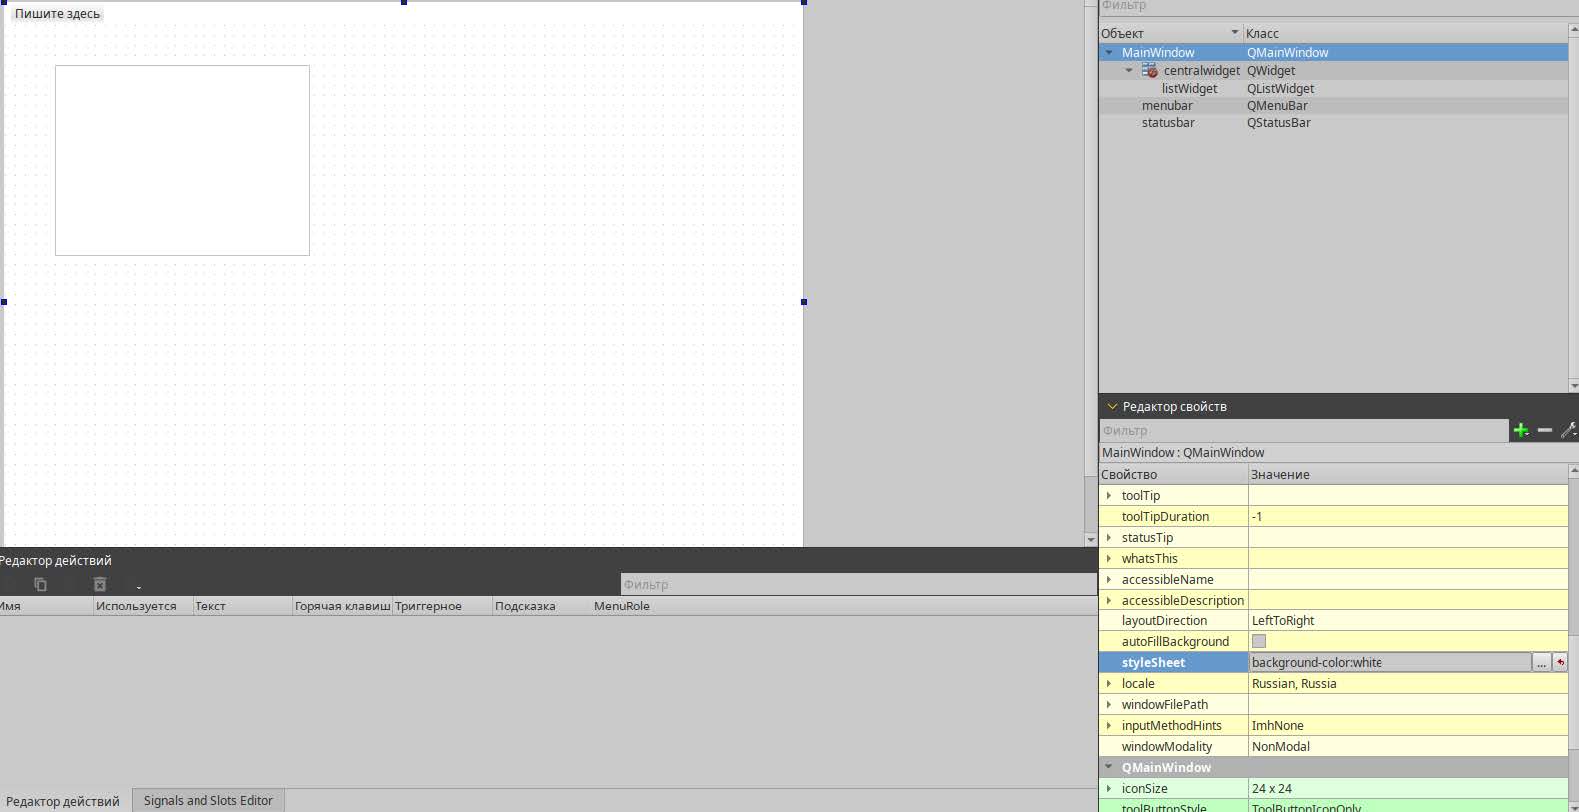 Пишите здесь
Фильтр
Объект Класс
MainWindow QMainWindow
centralwidget QWidget
listWidget QListWidget
menubar QMenuBar
statusbar QStatusBar
Редактор свойств
Фильтр
MainWindow : QMainWindow
Свойство Значение
toolTip
toolTipDuration -1
statusTip
whatsThis
accessibleName
accessibleDescription
layoutDirection LeftToRight
autoFillBackground
styleSheet background-color:white ...
locale Russian, Russia
windowFilePath
inputMethodHints ImhNone
windowModality NonModal
QMainWindow
iconSize 24 x 24
toolButtonStyle ToolButtonIconOnly
Редактор действий
Фильтр
Имя Используется Текст Горячая клавиш Триггерное Подсказка MenuRole
Редактор действий Signals and Slots Editor